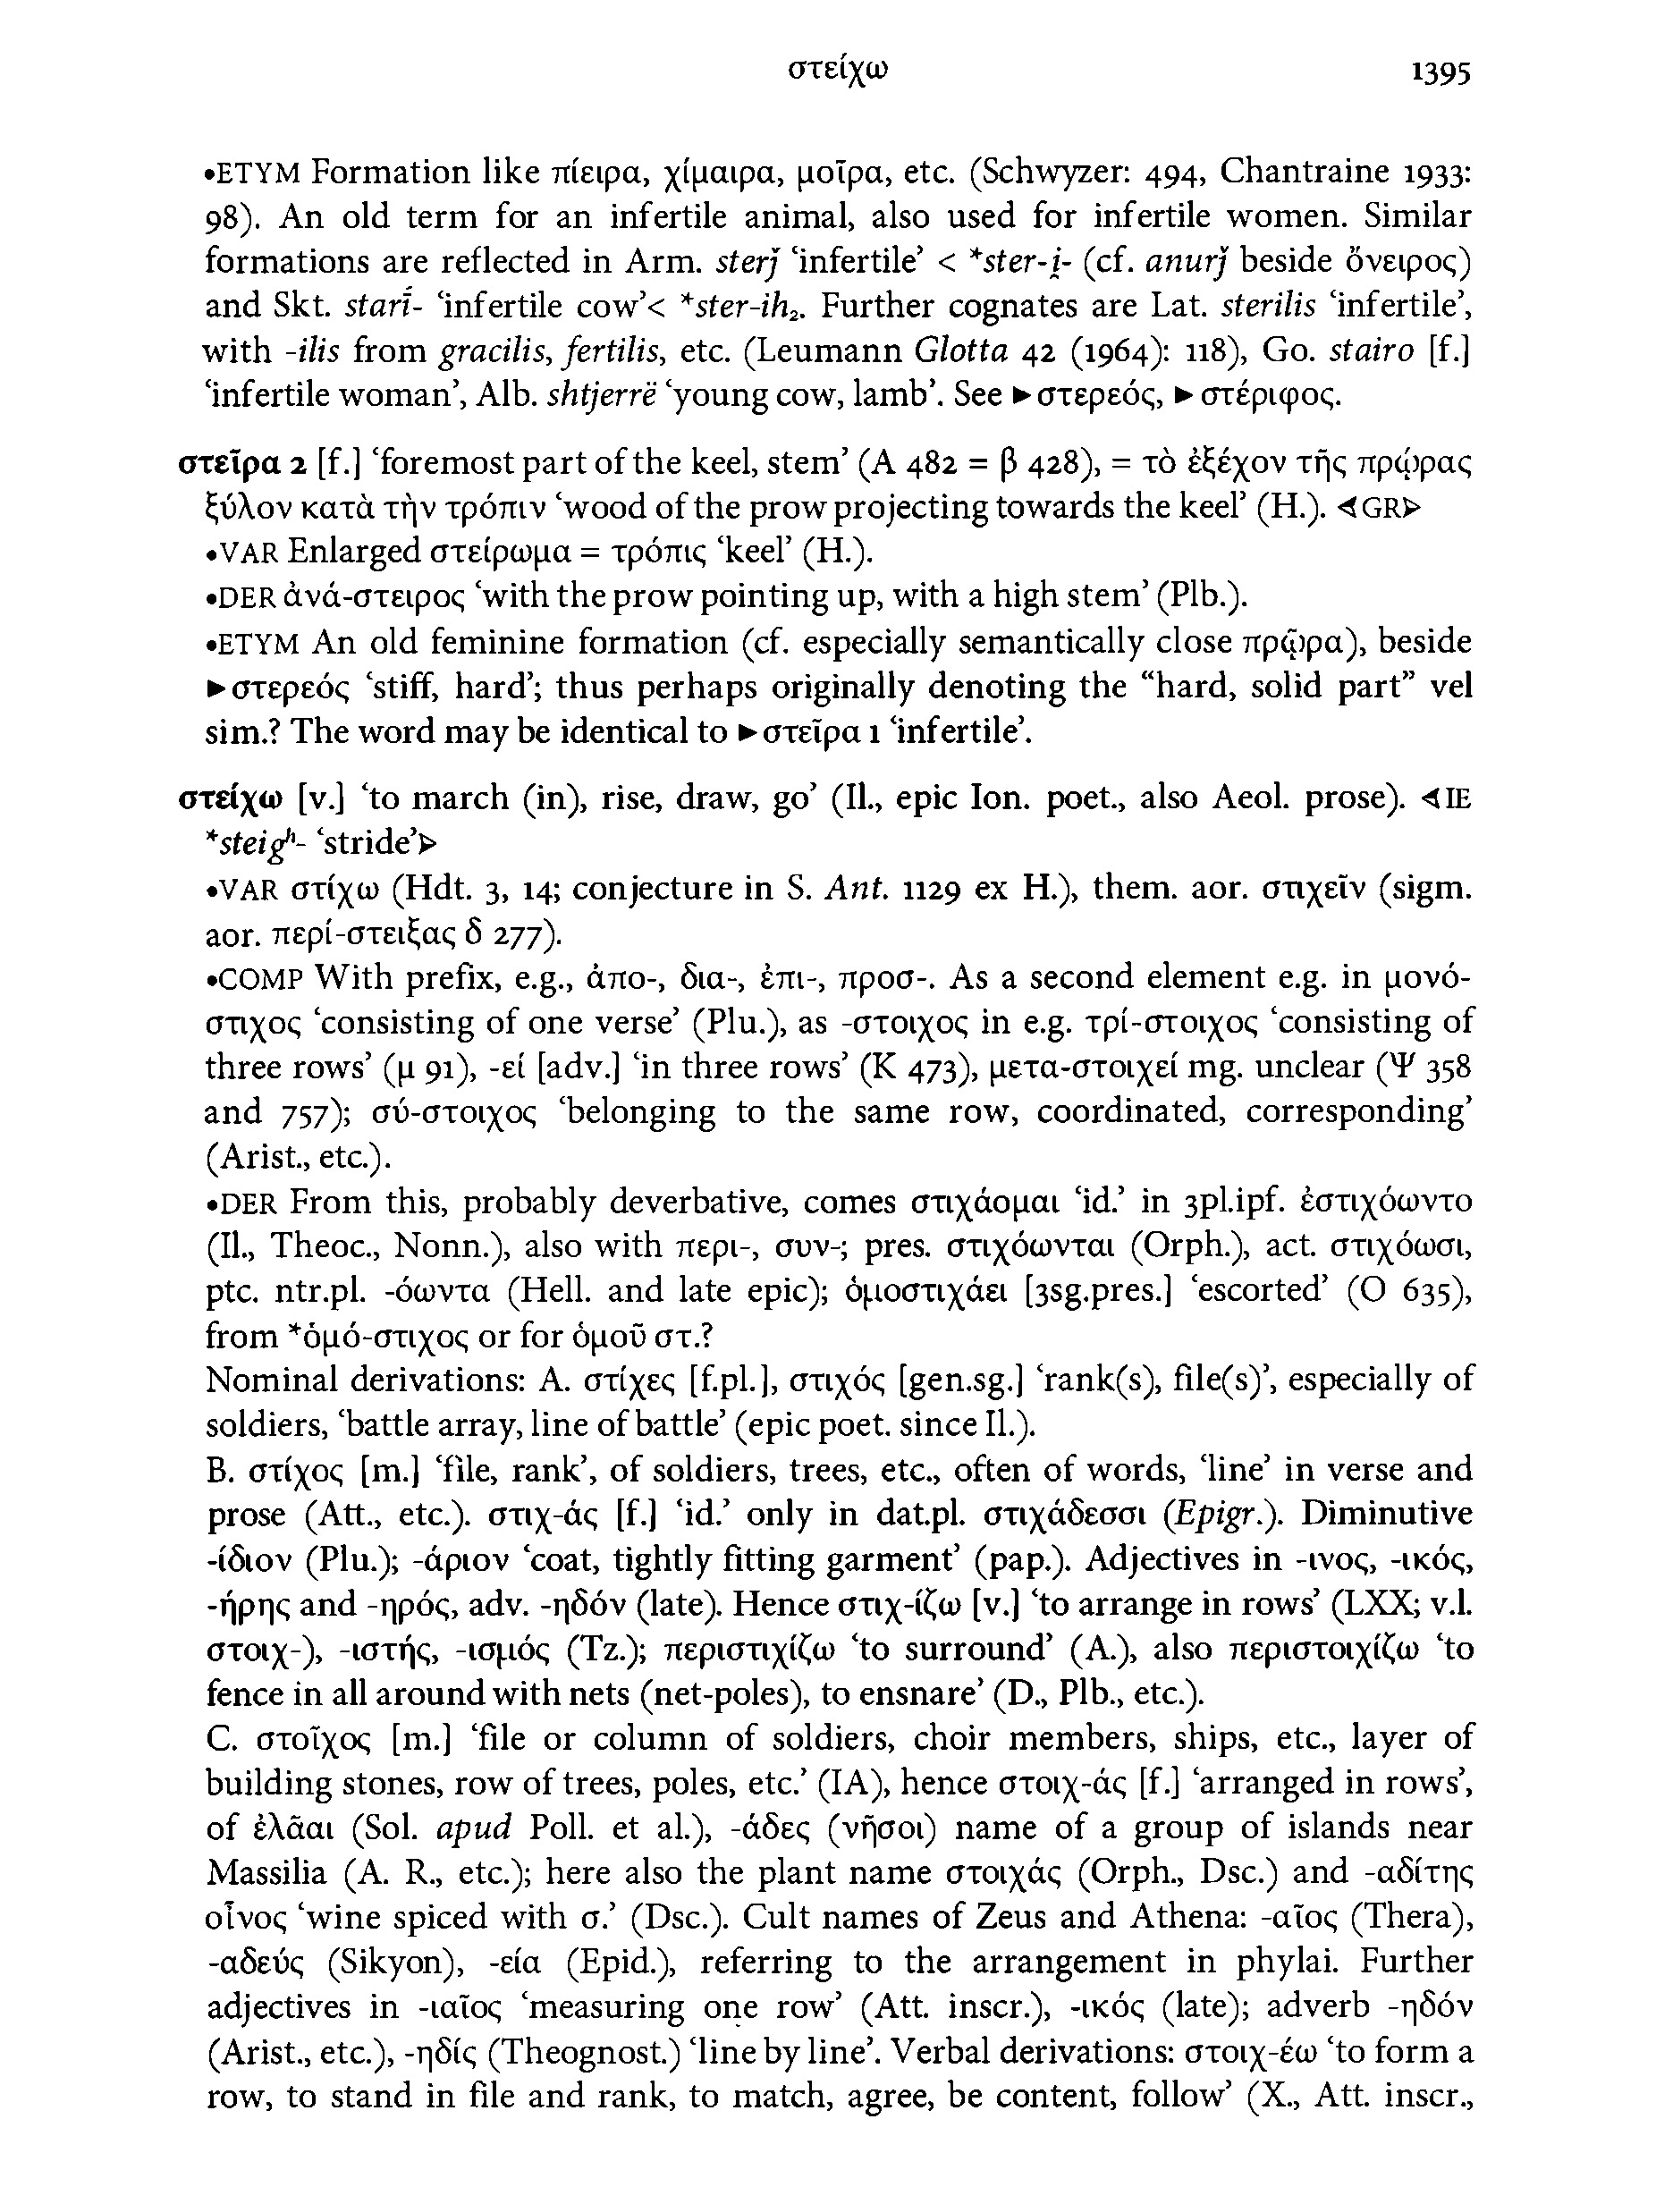 στείχω 1395
•ETYM Formation like πίειρα, χίμαιρα, μοῖρα, etc. (Schwyzer: 494, Chantraine 1933:
98). An old term for an infertile animal, also used for infertile women. Similar
formations are reflected in Arm. sterǰ ‘infertile’ < *ster-i̯- (cf. anurǰ beside ὄνειρος)
and Skt. starī́- ‘infertile cow’< *ster-ih₂. Further cognates are Lat. sterilis ‘infertile’,
with -ilis from gracilis, fertilis, etc. (Leumann Glotta 42 (1964): 118), Go. stairo [f.]
‘infertile woman’, Alb. shtjerrë ‘young cow, lamb’. See ►στερεός, ►στέριφος.
στεῖρα 2 [f.] ‘foremost part of the keel, stem’ (A 482 = β 428), = τὸ ἐξέχον τῆς πρῴρας
ξύλον κατὰ τὴν τρόπιν ‘wood of the prow projecting towards the keel’ (H.). ◁GR▷
•VAR Enlarged στείρωμα = τρόπις ‘keel’ (H.).
•DER ἀνά-στειρος ‘with the prow pointing up, with a high stem’ (Plb.).
•ETYM An old feminine formation (cf. especially semantically close πρῷρα), beside
►στερεός ‘stiff, hard’; thus perhaps originally denoting the “hard, solid part” vel
sim.? The word may be identical to ►στεῖρα 1 ‘infertile’.
στείχω [v.] ‘to march (in), rise, draw, go’ (Il., epic Ion. poet., also Aeol. prose). ◁IE
*steigʰ- ‘stride’▷
•VAR στίχω (Hdt. 3, 14; conjecture in S. Ant. 1129 ex H.), them. aor. στιχεῖν (sigm.
aor. περί-στειξας δ 277).
•COMP With prefix, e.g., ἀπο-, δια-, ἐπι-, προσ-. As a second element e.g. in μονό-
στιχος ‘consisting of one verse’ (Plu.), as -στοιχος in e.g. τρί-στοιχος ‘consisting of
three rows’ (μ 91), -εί [adv.] ‘in three rows’ (K 473), μετα-στοιχεί mg. unclear (Ψ 358
and 757); σύ-στοιχος ‘belonging to the same row, coordinated, corresponding’
(Arist., etc.).
•DER From this, probably deverbative, comes στιχάομαι ‘id.’ in 3pl.ipf. ἐστιχόωντο
(Il., Theoc., Nonn.), also with περι-, συν-; pres. στιχόωνται (Orph.), act. στιχόωσι,
ptc. ntr.pl. -όωντα (Hell. and late epic); ὁμοστιχάει [3sg.pres.] ‘escorted’ (O 635),
from *ὁμό-στιχος or for ὁμοῦ στ.?
Nominal derivations: A. στίχες [f.pl.], στιχός [gen.sg.] ‘rank(s), file(s)’, especially of
soldiers, ‘battle array, line of battle’ (epic poet. since Il.).
B. στίχος [m.] ‘file, rank’, of soldiers, trees, etc., often of words, ‘line’ in verse and
prose (Att., etc.). στιχ-άς [f.] ‘id.’ only in dat.pl. στιχάδεσσι (Epigr.). Diminutive
-ίδιον (Plu.); -άριον ‘coat, tightly fitting garment’ (pap.). Adjectives in -ινος, -ικός,
-ήρης and -ηρός, adv. -ηδόν (late). Hence στιχ-ίζω [v.] ‘to arrange in rows’ (LXX; v.l.
στοιχ-), -ιστής, -ισμός (Tz.); περιστιχίζω ‘to surround’ (A.), also περιστοιχίζω ‘to
fence in all around with nets (net-poles), to ensnare’ (D., Plb., etc.).
C. στοῖχος [m.] ‘file or column of soldiers, choir members, ships, etc., layer of
building stones, row of trees, poles, etc.’ (IA), hence στοιχ-άς [f.] ‘arranged in rows’,
of ἐλᾶαι (Sol. apud Poll. et al.), -άδες (νῆσοι) name of a group of islands near
Massilia (A. R., etc.); here also the plant name στοιχάς (Orph., Dsc.) and -αδίτης
οἶνος ‘wine spiced with σ.’ (Dsc.). Cult names of Zeus and Athena: -αῖος (Thera),
-αδεύς (Sikyon), -εία (Epid.), referring to the arrangement in phylai. Further
adjectives in -ιαῖος ‘measuring one row’ (Att. inscr.), -ικός (late); adverb -ηδόν
(Arist., etc.), -ηδίς (Theognost.) ‘line by line’. Verbal derivations: στοιχ-έω ‘to form a
row, to stand in file and rank, to match, agree, be content, follow’ (X., Att. inscr.,